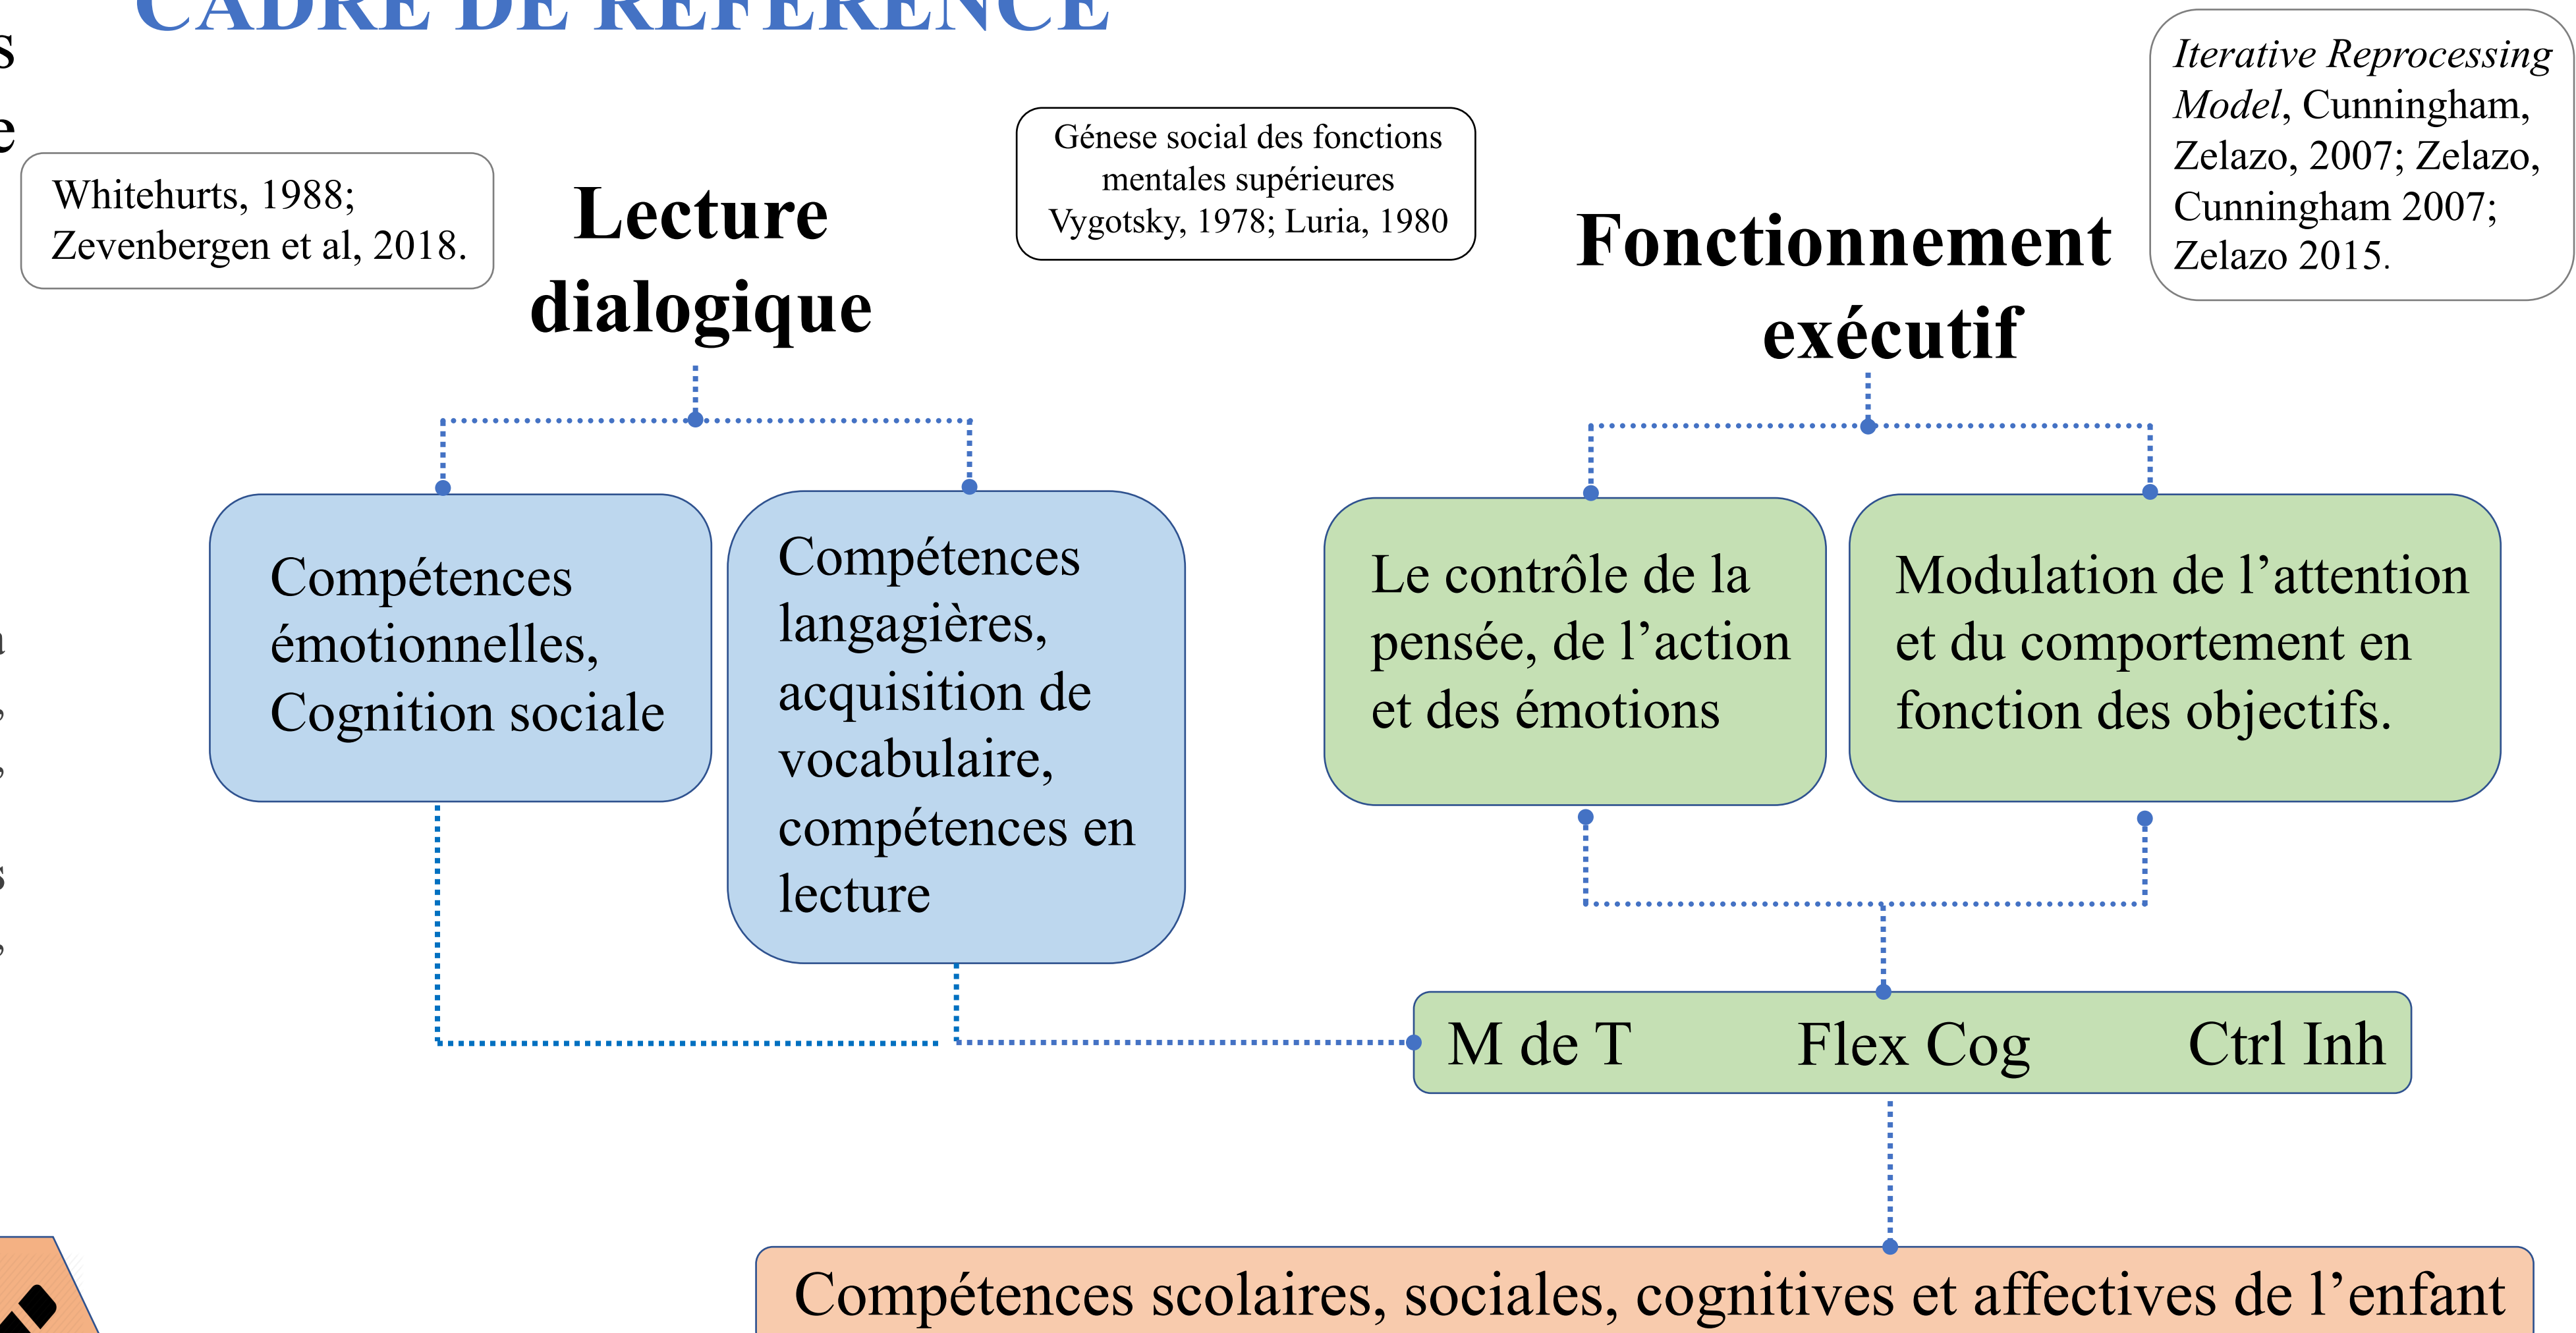 CADRE DE REFERENCE
Whitehurts, 1988;
Zevenbergen et al, 2018.
Lecture
dialogique
Génese social des fonctions
mentales supérieures
Vygotsky, 1978; Luria, 1980
Fonctionnement
exécutif
Iterative Reprocessing
Model, Cunningham,
Zelazo, 2007; Zelazo,
Cunningham 2007;
Zelazo 2015.
Compétences
émotionnelles,
Cognition sociale
Compétences
langagières,
acquisition de
vocabulaire,
compétences en
lecture
Le contrôle de la
pensée, de l’action
et des émotions
Modulation de l’attention
et du comportement en
fonction des objectifs.
M de T Flex Cog Ctrl Inh
Compétences scolaires, sociales, cognitives et affectives de l’enfant